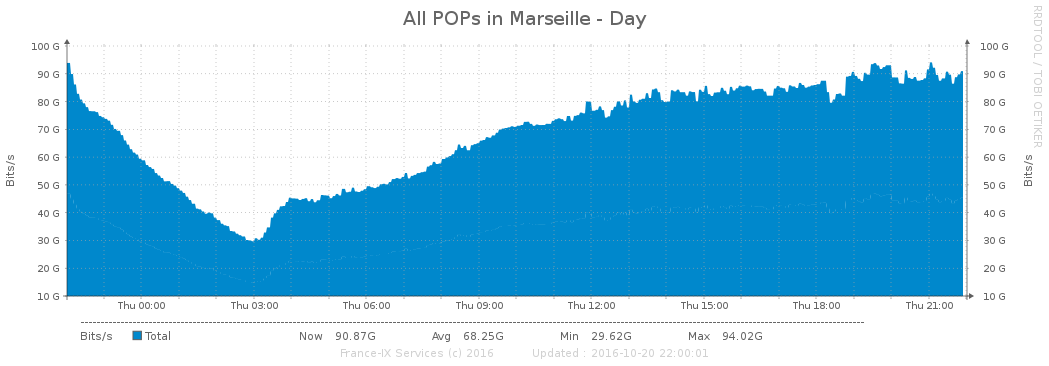 All POPs in Marseille - Day
RRDTOOL / TOBI OETIKER
Bits/s
100 G
90 G
80 G
70 G
60 G
50 G
40 G
30 G
20 G
10 G
100 G
90 G
80 G
70 G
60 G
50 G
40 G
30 G
20 G
10 G
Bits/s
Thu 00:00 Thu 03:00 Thu 06:00 Thu 09:00 Thu 12:00 Thu 15:00 Thu 18:00 Thu 21:00
Bits/s Total Now 90.87G Avg 68.25G Min 29.62G Max 94.02G
France-IX Services (c) 2016 Updated : 2016-10-20 22:00:01